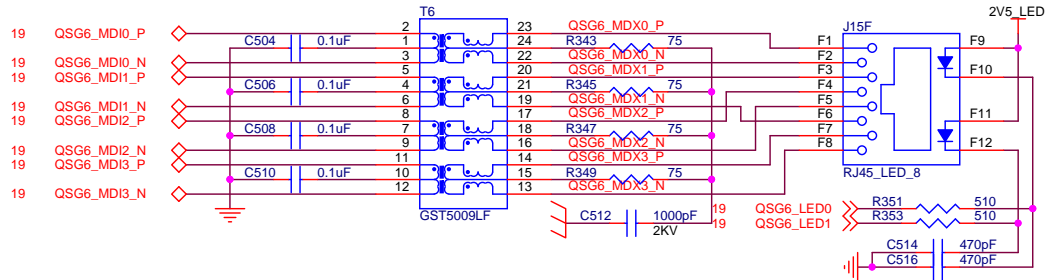 T6
J15F
2V5_LED
19 QSG6_MDI0_P 2 23 QSG6_MDX0_P
C504 0.1uF 1 24 R343 75 F1 F9
19 QSG6_MDI0_N 3 22 QSG6_MDX0_N F2
19 QSG6_MDI1_P 5 20 QSG6_MDX1_P F3 F10
C506 0.1uF 4 21 R345 75 F4
19 QSG6_MDI1_N 6 19 QSG6_MDX1_N F5
19 QSG6_MDI2_P 8 17 QSG6_MDX2_P F6 F11
C508 0.1uF 7 18 R347 75 F7
19 QSG6_MDI2_N 9 16 QSG6_MDX2_N F8 F12
19 QSG6_MDI3_P 11 14 QSG6_MDX3_P
C510 0.1uF 10 15 R349 75 RJ45_LED_8
19 QSG6_MDI3_N 12 13 QSG6_MDX3_N
GST5009LF
C512 1000pF
2KV
19 QSG6_LED0 R351 510
19 QSG6_LED1 R353 510
C514 470pF
C516 470pF